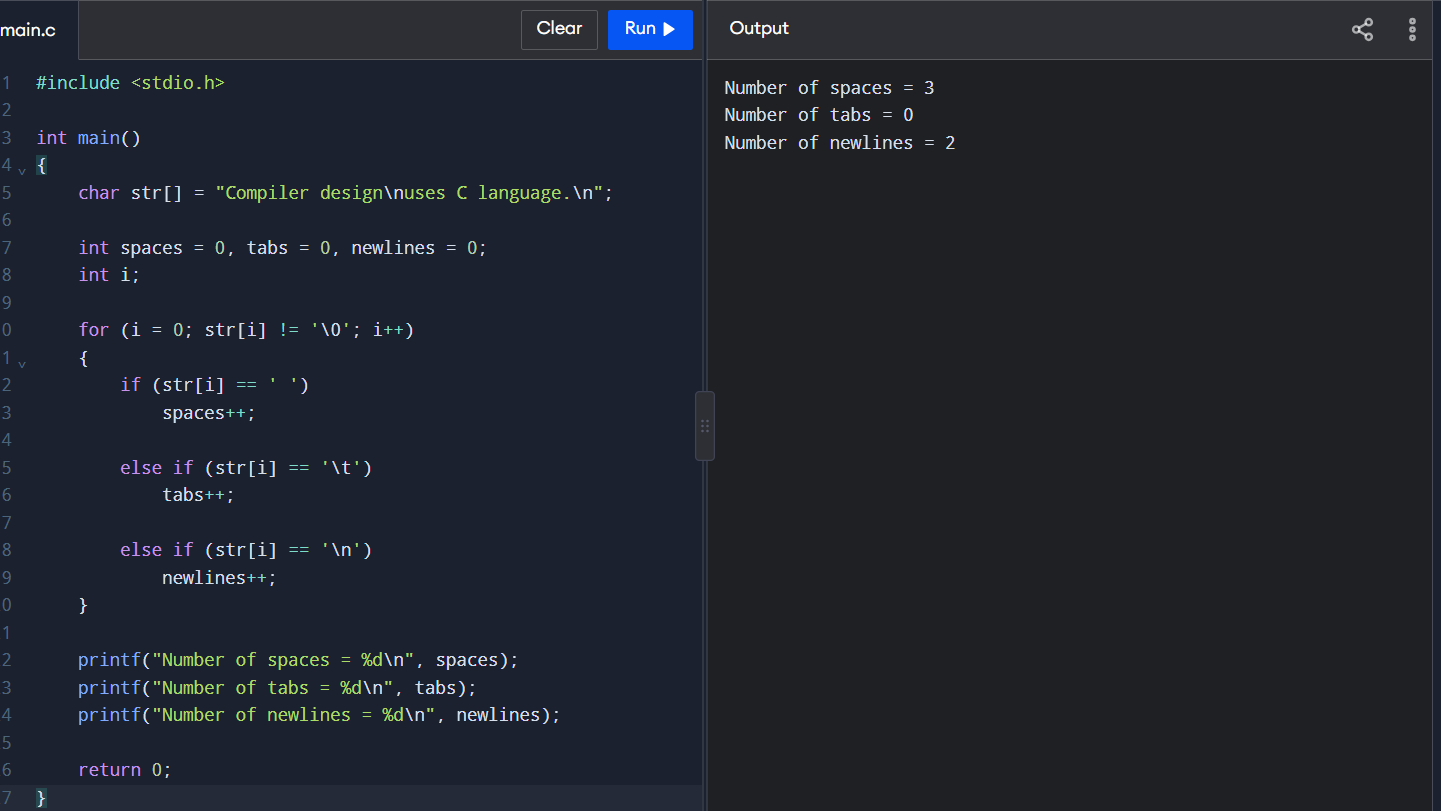 main.c
Clear
Run
Output
1 #include <stdio.h>
2
3 int main()
4 {
5     char str[] = "Compiler design\nuses C language.\n";
6
7     int spaces = 0, tabs = 0, newlines = 0;
8     int i;
9
0     for (i = 0; str[i] != '\0'; i++)
1     {
2         if (str[i] == ' ')
3             spaces++;
4
5         else if (str[i] == '\t')
6             tabs++;
7
8         else if (str[i] == '\n')
9             newlines++;
0     }
1
2     printf("Number of spaces = %d\n", spaces);
3     printf("Number of tabs = %d\n", tabs);
4     printf("Number of newlines = %d\n", newlines);
5
6     return 0;
7 }
Number of spaces = 3
Number of tabs = 0
Number of newlines = 2